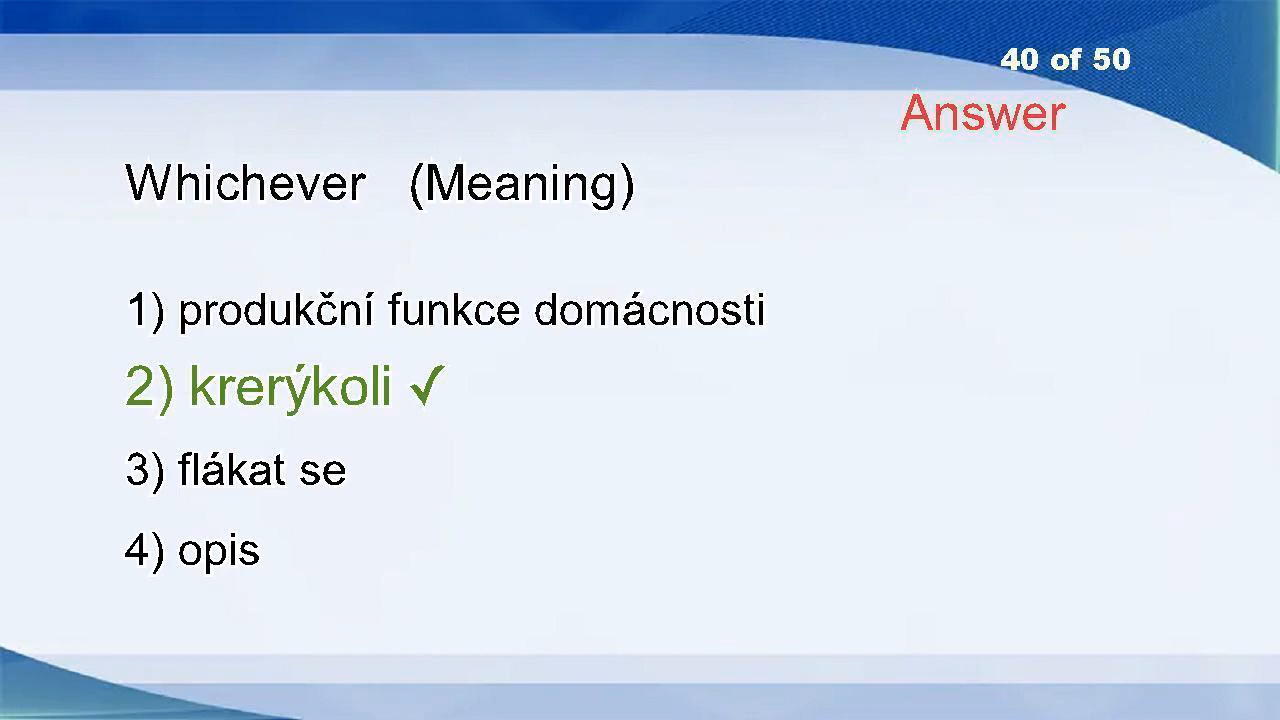 40 of 50
Answer
Whichever (Meaning)
1) produkční funkce domácnosti
2) krerýkoli ✓
3) flákat se
4) opis